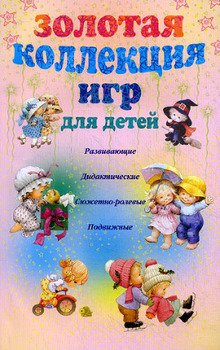 ЗОЛОТАЯ
КОЛЛЕКЦИЯ
ИГР
для детей
Развивающие
Дидактические
Сюжетно-ролевые
Подвижные